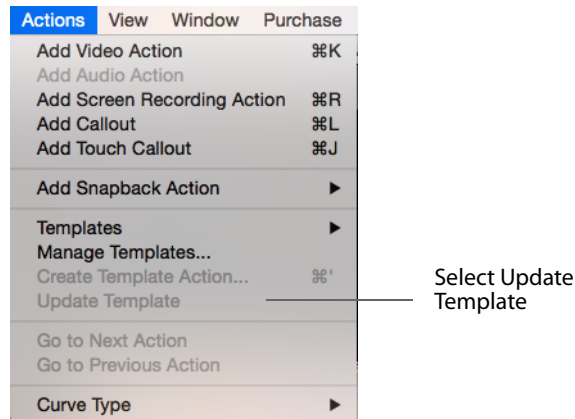 Actions View Window Purchase
Add Video Action ⌘K
Add Audio Action
Add Screen Recording Action ⌘R
Add Callout ⌘L
Add Touch Callout ⌘J
Add Snapback Action ▶
Templates ▶
Manage Templates...
Create Template Action... ⌘'
Update Template
Select Update
Template
Go to Next Action
Go to Previous Action
Curve Type ▶